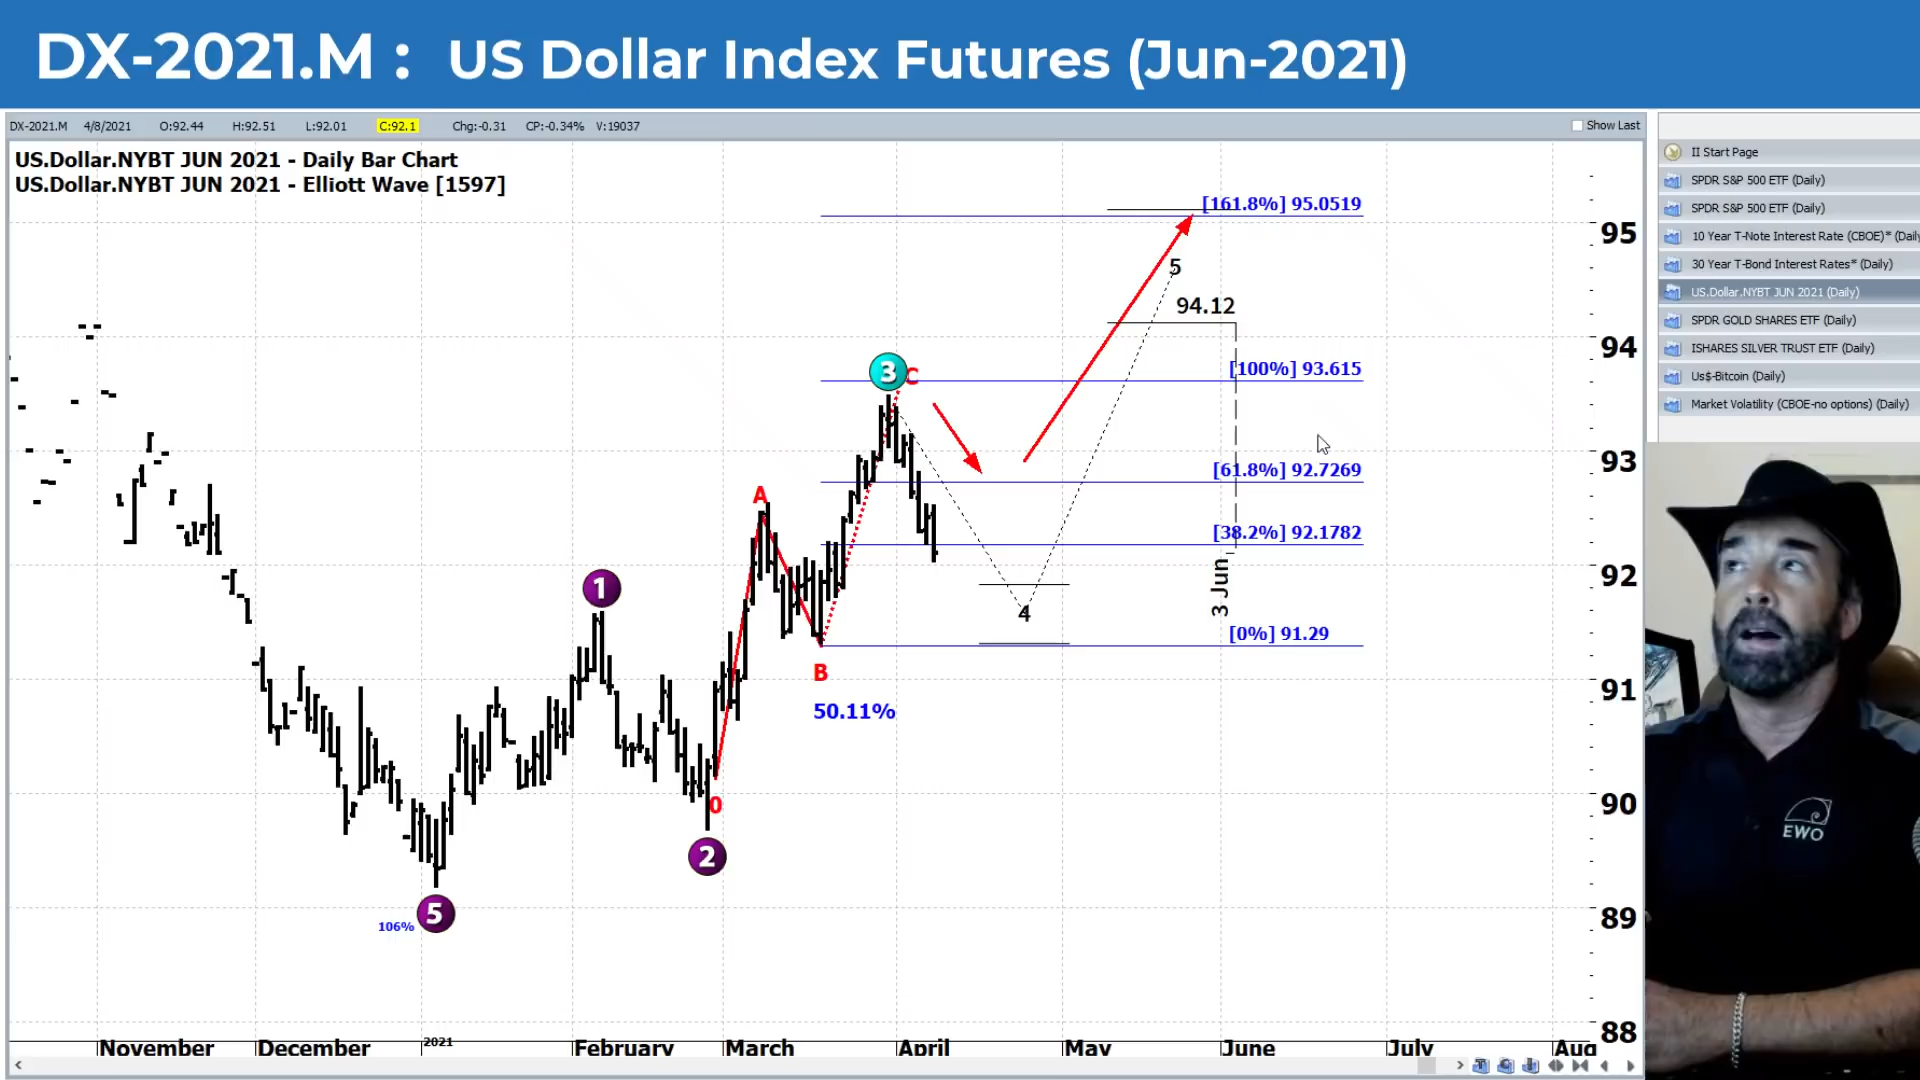 DX-2021.M : US Dollar Index Futures (Jun-2021)
DX-2021.M 4/8/2021 O:92.44 H:92.51 L:92.01 C:92.1 Chg:-0.31 CP:-0.34% V:19037 Show Last
US.Dollar.NYBT JUN 2021 - Daily Bar Chart
US.Dollar.NYBT JUN 2021 - Elliott Wave [1597]
[161.8%] 95.0519
95
5
94.12
94
[100%] 93.615
3 C
93
[61.8%] 92.7269
A
[38.2%] 92.1782
92
1
3 Jun
4
[0%] 91.29
B
91
50.11%
0
90
2
5
106%
89
88
November December 2021 February March April May June July Aug
II Start Page
SPDR S&P 500 ETF (Daily)
SPDR S&P 500 ETF (Daily)
10 Year T-Note Interest Rate (CBOE)* (Daily
30 Year T-Bond Interest Rates* (Daily)
US.Dollar.NYBT JUN 2021 (Daily)
SPDR GOLD SHARES ETF (Daily)
ISHARES SILVER TRUST ETF (Daily)
Us$-Bitcoin (Daily)
Market Volatility (CBOE-no options) (Daily)
EWO